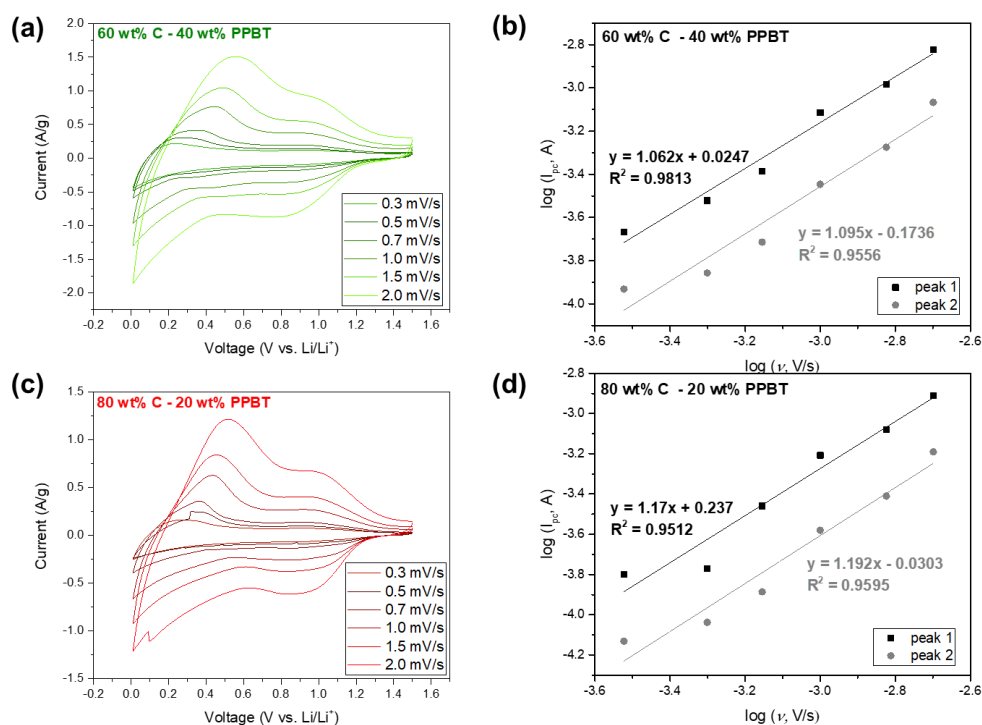 (a)
60 wt% C - 40 wt% PPBT
2.0
1.5
1.0
0.5
0.0
-0.5
-1.0
-1.5
-2.0
Current (A/g)
0.3 mV/s
0.5 mV/s
0.7 mV/s
1.0 mV/s
1.5 mV/s
2.0 mV/s
-0.2 0.0 0.2 0.4 0.6 0.8 1.0 1.2 1.4 1.6
Voltage (V vs. Li/Li⁺)
(b)
60 wt% C - 40 wt% PPBT
-2.8
-3.0
-3.2
-3.4
-3.6
-3.8
-4.0
log (I_pc, A)
y = 1.062x + 0.0247
R² = 0.9813
y = 1.095x - 0.1736
R² = 0.9556
peak 1
peak 2
-3.6 -3.4 -3.2 -3.0 -2.8 -2.6
log (ν, V/s)
(c)
80 wt% C - 20 wt% PPBT
1.5
1.0
0.5
0.0
-0.5
-1.0
-1.5
Current (A/g)
0.3 mV/s
0.5 mV/s
0.7 mV/s
1.0 mV/s
1.5 mV/s
2.0 mV/s
-0.2 0.0 0.2 0.4 0.6 0.8 1.0 1.2 1.4 1.6
Voltage (V vs. Li/Li⁺)
(d)
80 wt% C - 20 wt% PPBT
-2.8
-3.0
-3.2
-3.4
-3.6
-3.8
-4.0
-4.2
log (I_pc, A)
y = 1.17x + 0.237
R² = 0.9512
y = 1.192x - 0.0303
R² = 0.9595
peak 1
peak 2
-3.6 -3.4 -3.2 -3.0 -2.8 -2.6
log (ν, V/s)